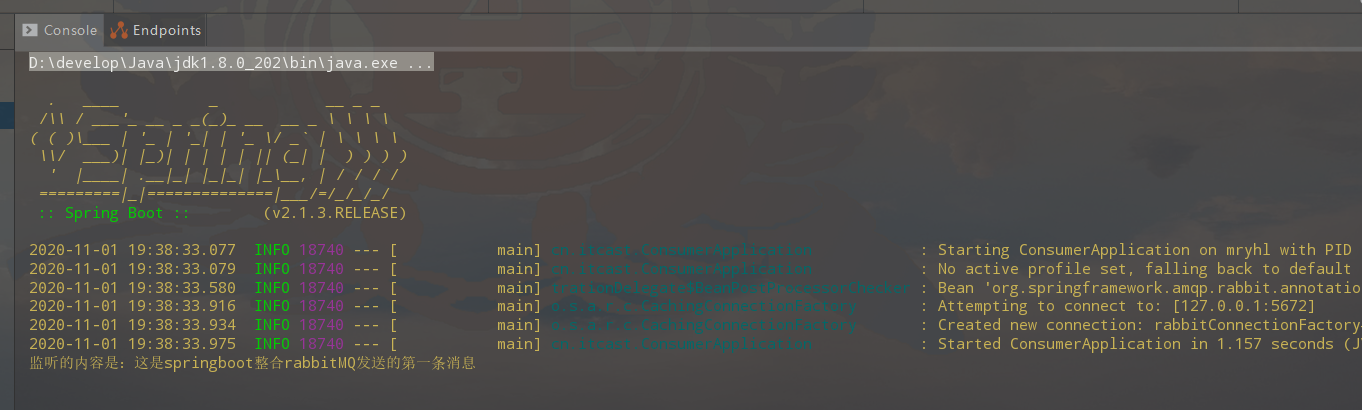 Console Endpoints
D:\develop\Java\jdk1.8.0_202\bin\java.exe ...
  .   ____          _            __ _ _
 /\\ / ___'_ __ _ _(_)_ __  __ _ \ \ \ \
( ( )\___ | '_ | '_| | '_ \/ _` | \ \ \ \
 \\/  ___)| |_)| | | | | || (_| |  ) ) ) )
  '  |____| .__|_| |_|_| |_\__, | / / / /
 =========|_|==============|___/=/_/_/_/
 :: Spring Boot ::        (v2.1.3.RELEASE)
2020-11-01 19:38:33.077  INFO 18740 --- [           main] cn.itcast.ConsumerApplication            : Starting ConsumerApplication on mryhl with PID
2020-11-01 19:38:33.079  INFO 18740 --- [           main] cn.itcast.ConsumerApplication            : No active profile set, falling back to default
2020-11-01 19:38:33.580  INFO 18740 --- [           main] trationDelegate$BeanPostProcessorChecker : Bean 'org.springframework.amqp.rabbit.annotatio
2020-11-01 19:38:33.916  INFO 18740 --- [           main] o.s.a.r.c.CachingConnectionFactory       : Attempting to connect to: [127.0.0.1:5672]
2020-11-01 19:38:33.934  INFO 18740 --- [           main] o.s.a.r.c.CachingConnectionFactory       : Created new connection: rabbitConnectionFactory
2020-11-01 19:38:33.975  INFO 18740 --- [           main] cn.itcast.ConsumerApplication            : Started ConsumerApplication in 1.157 seconds (J
监听的内容是：这是springboot整合rabbitMQ发送的第一条消息